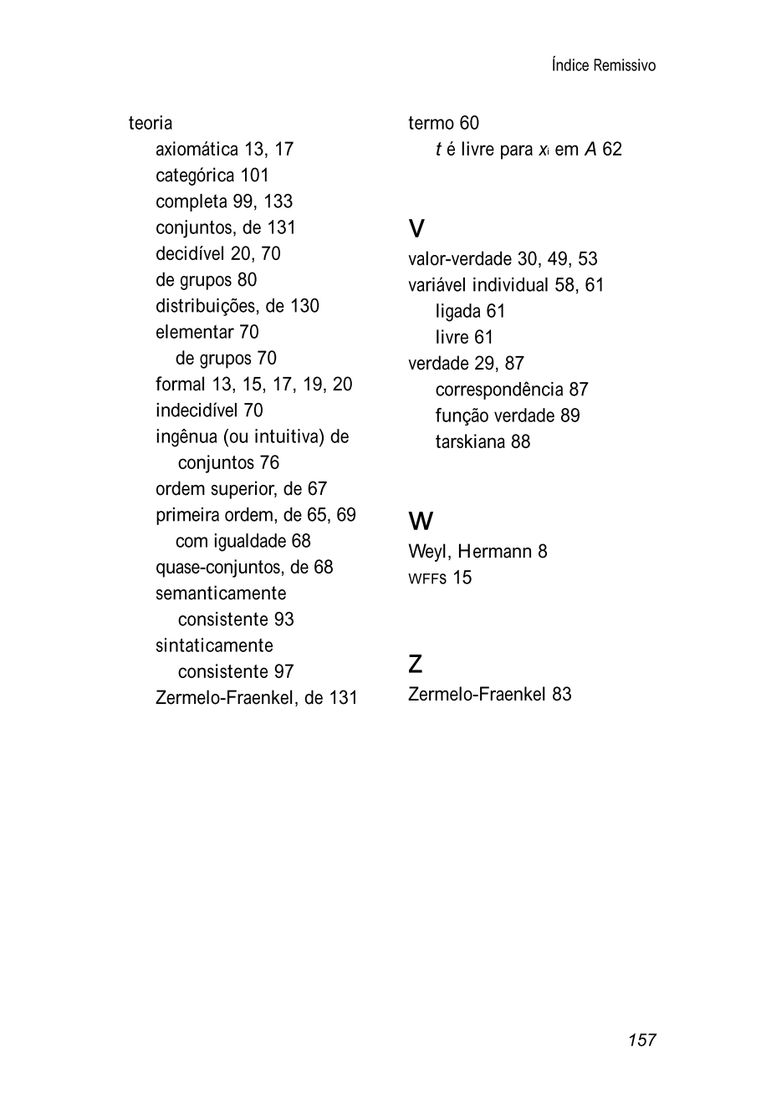 Índice Remissivo
teoria
axiomática 13, 17
categórica 101
completa 99, 133
conjuntos, de 131
decidível 20, 70
de grupos 80
distribuições, de 130
elementar 70
de grupos 70
formal 13, 15, 17, 19, 20
indecidível 70
ingênua (ou intuitiva) de
conjuntos 76
ordem superior, de 67
primeira ordem, de 65, 69
com igualdade 68
quase-conjuntos, de 68
semanticamente
consistente 93
sintaticamente
consistente 97
Zermelo-Fraenkel, de 131
termo 60
t é livre para xi em A 62
V
valor-verdade 30, 49, 53
variável individual 58, 61
ligada 61
livre 61
verdade 29, 87
correspondência 87
função verdade 89
tarskiana 88
W
Weyl, Hermann 8
WFFs 15
Z
Zermelo-Fraenkel 83
157